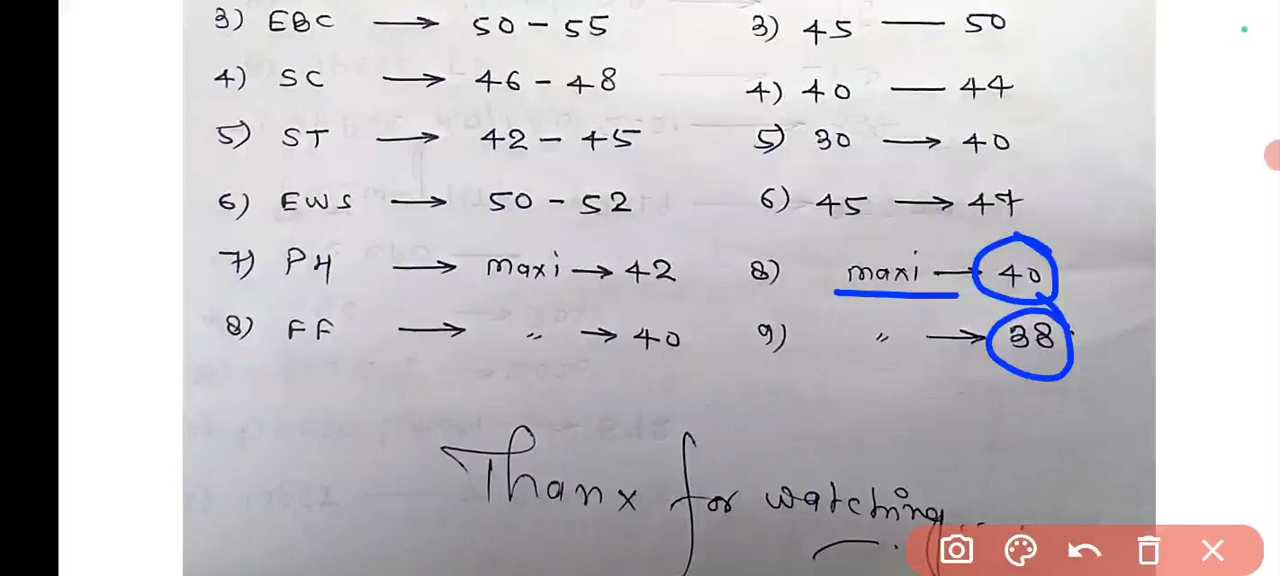 3) EBC → 50 - 55 3) 45 — 50
4) SC → 46 - 48 4) 40 — 44
5) ST → 42 - 45 5) 30 → 40
6) EWS → 50 - 52 6) 45 → 47
7) PH → maxi → 42 8) maxi → 40
8) FF → " → 40 9) " → 38
Thanx for watching